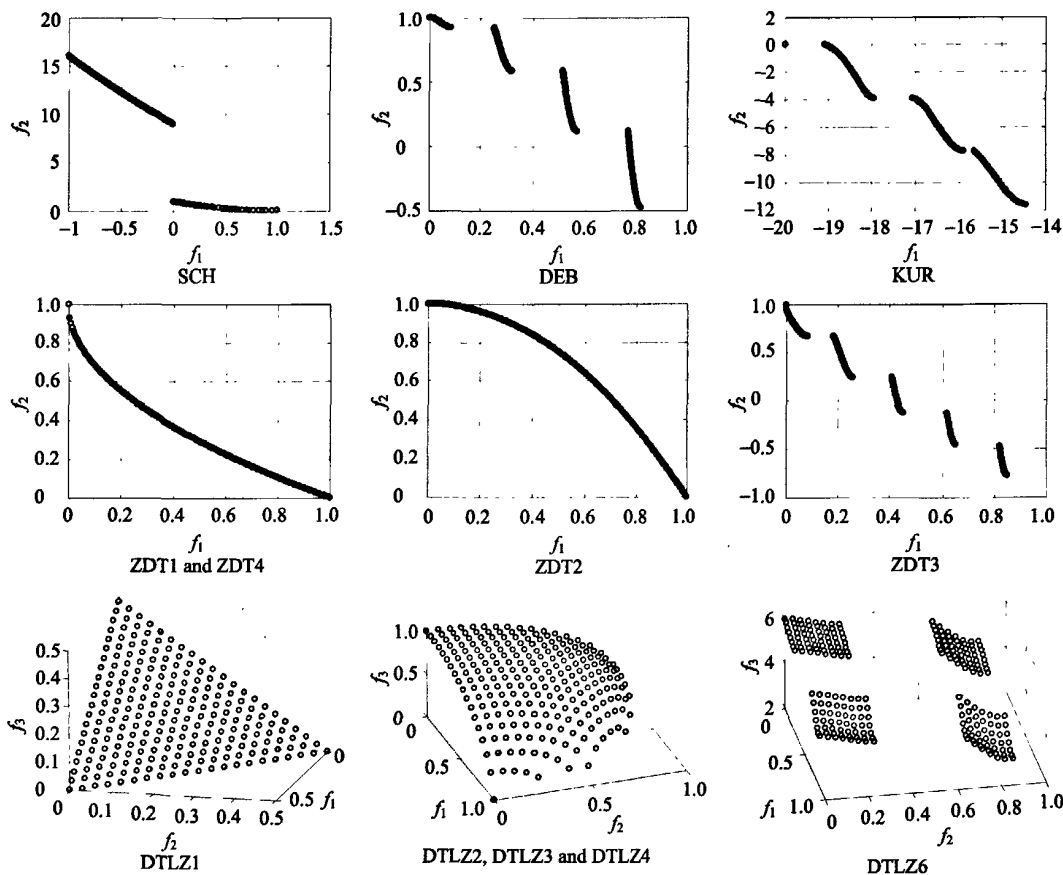 20
15
10
5
0
f2
−1 −0.5 0 0.5 1.0 1.5
f1
SCH
1.0
0.5
0
−0.5
f2
0 0.2 0.4 0.6 0.8 1.0
f1
DEB
2
0
−2
−4
−6
−8
−10
−12
f2
−20 −19 −18 −17 −16 −15 −14
f1
KUR
1.0
0.8
0.6
0.4
0.2
0
f2
0 0.2 0.4 0.6 0.8 1.0
f1
ZDT1 and ZDT4
1.0
0.8
0.6
0.4
0.2
0
f2
0 0.2 0.4 0.6 0.8 1.0
f1
ZDT2
1.0
0.5
0
−0.5
−1.0
f2
0 0.2 0.4 0.6 0.8 1
f1
ZDT3
0.5
0.4
0.3
0.2
0.1
0
f3
0 0.1 0.2 0.3 0.4 0.5
f2
0
0.5
f1
DTLZ1
1.0
0.5
0
f3
0
0.5
1.0
f1
0 0.5 1.0
f2
DTLZ2, DTLZ3 and DTLZ4
6
4
2
f3
0
0.5
1.0
f1
0 0.2 0.4 0.6 0.8 1.0
f2
DTLZ6